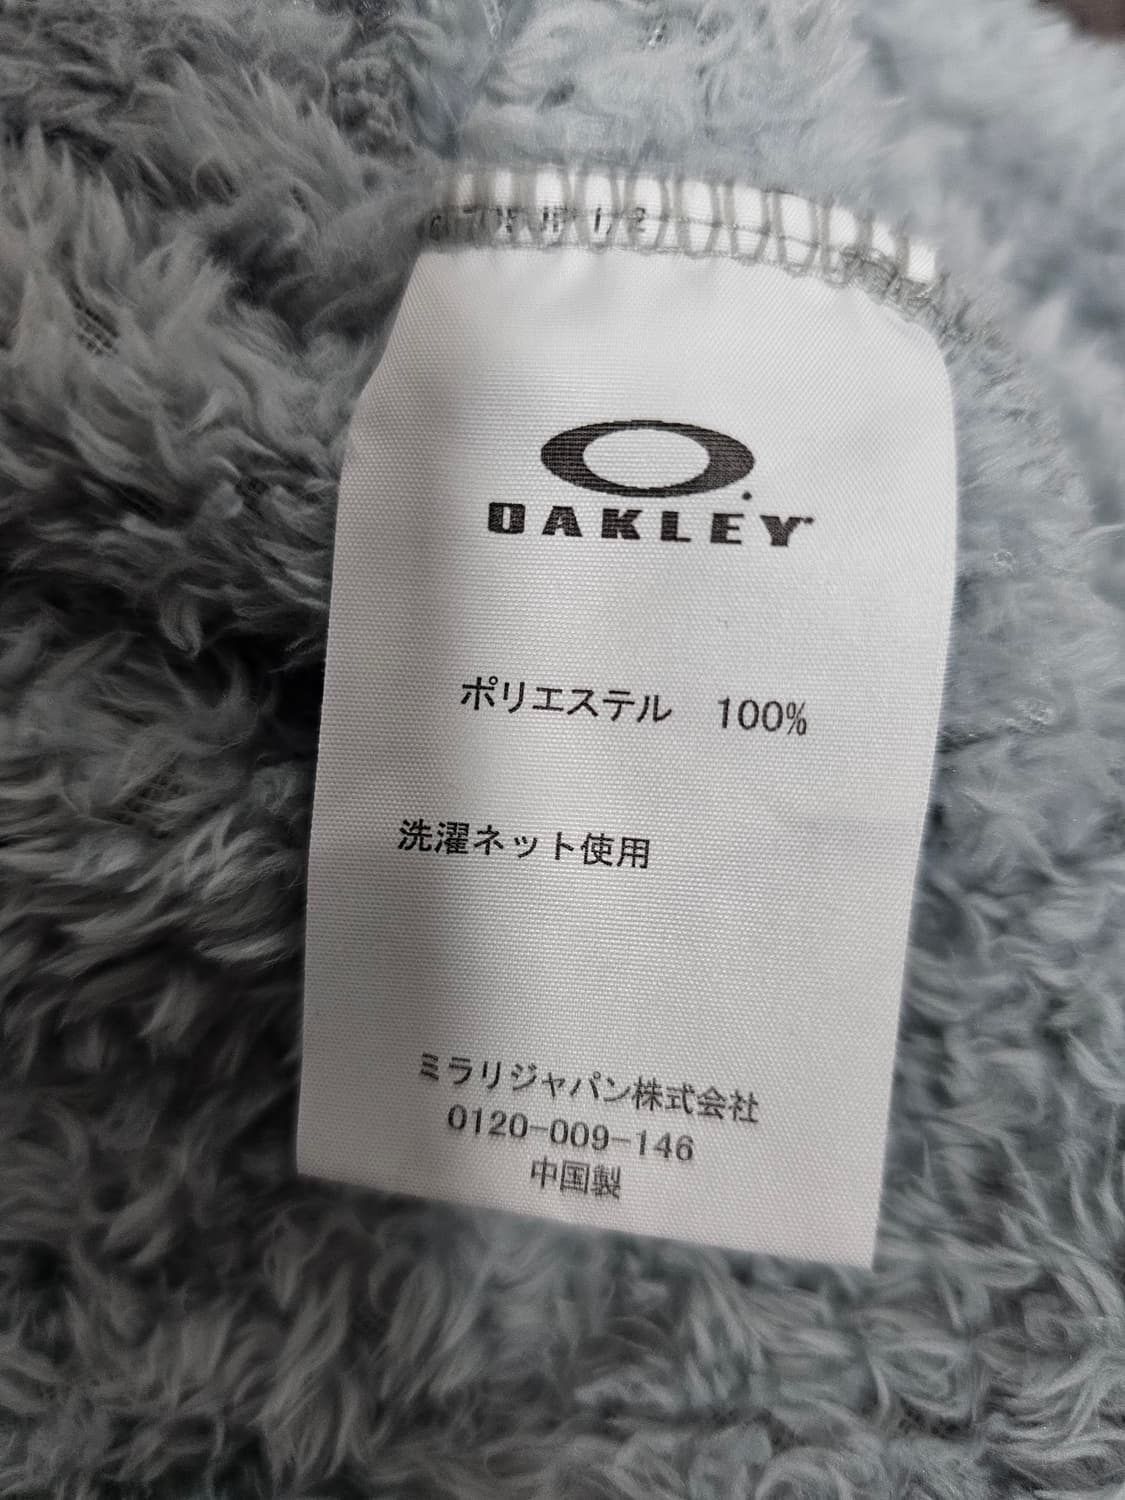 OAKLEY
ポリエステル 100%
洗濯ネット使用
ミラリジャパン株式会社
0120-009-146
中国製